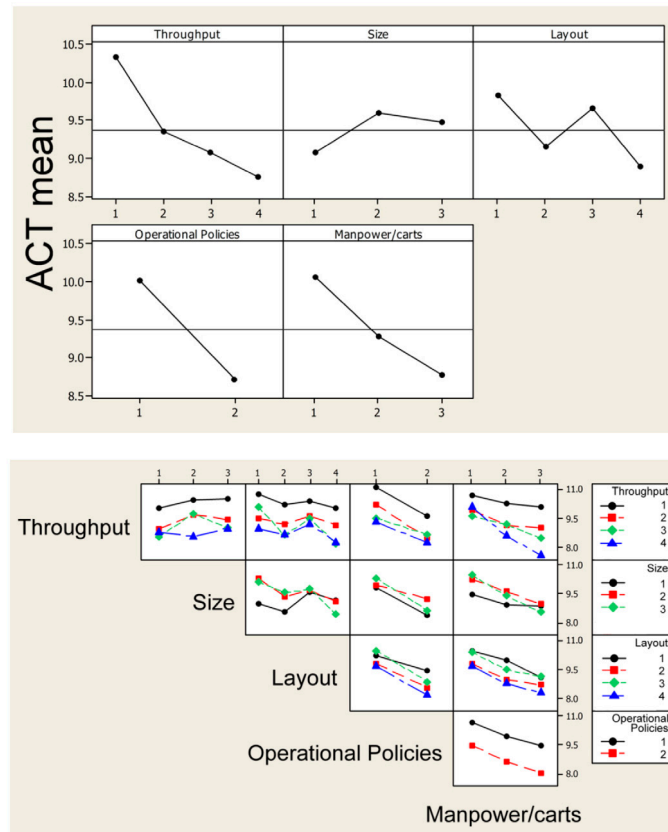 Throughput Size Layout
10.5
10.0
9.5
9.0
8.5
1 2 3 4 1 2 3 1 2 3 4
Operational Policies Manpower/carts
10.5
10.0
9.5
9.0
8.5
1 2 1 2 3
ACT mean
1 2 3 1 2 3 4 1 2 1 2 3
Throughput
11.0
9.5
8.0
Throughput
1
2
3
4
Size
11.0
9.5
8.0
Size
1
2
3
Layout
11.0
9.5
8.0
Layout
1
2
3
4
Operational Policies
11.0
9.5
8.0
Operational
Policies
1
2
Manpower/carts